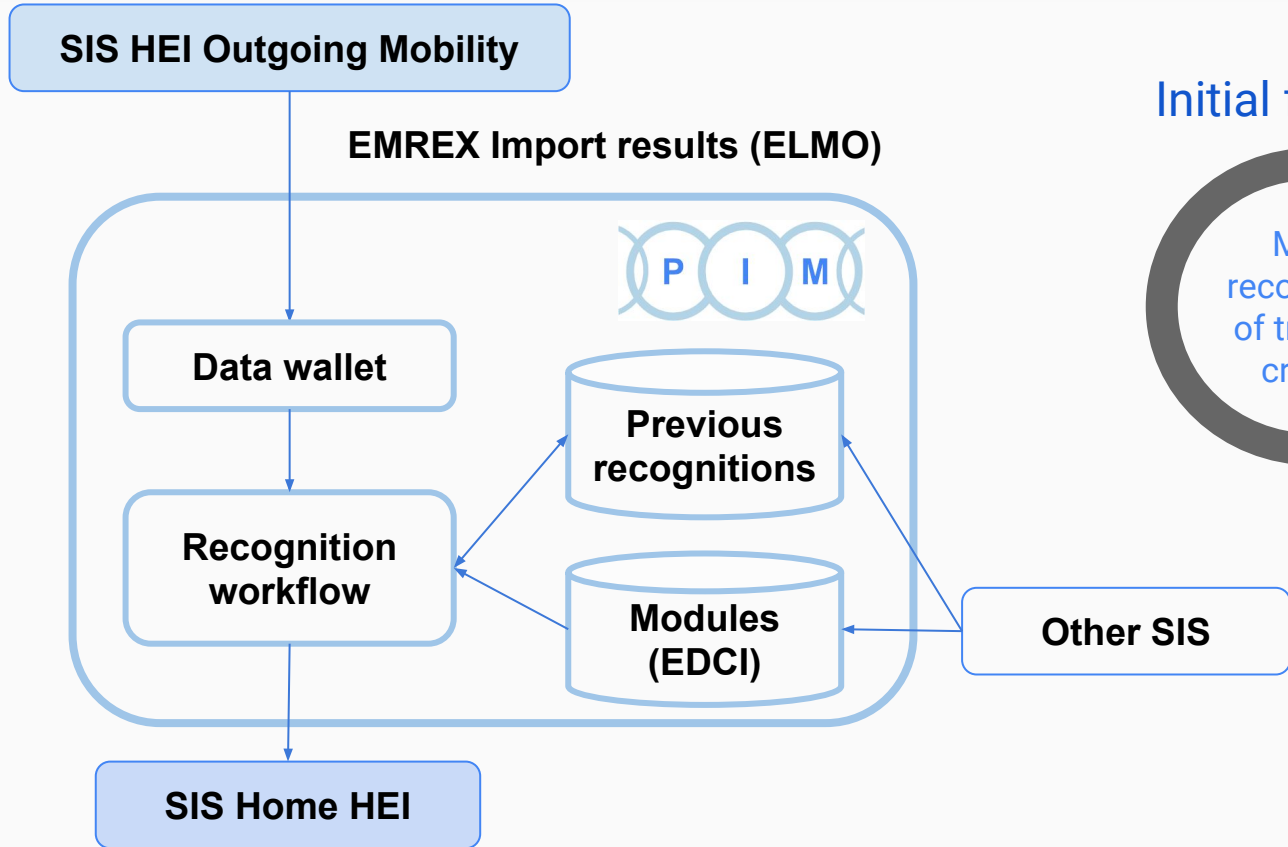 SIS HEI Outgoing Mobility
EMREX Import results (ELMO)
P I M
Data wallet
Previous
recognitions
Recognition
workflow
Modules
(EDCI)
Other SIS
SIS Home HEI
Initial
of